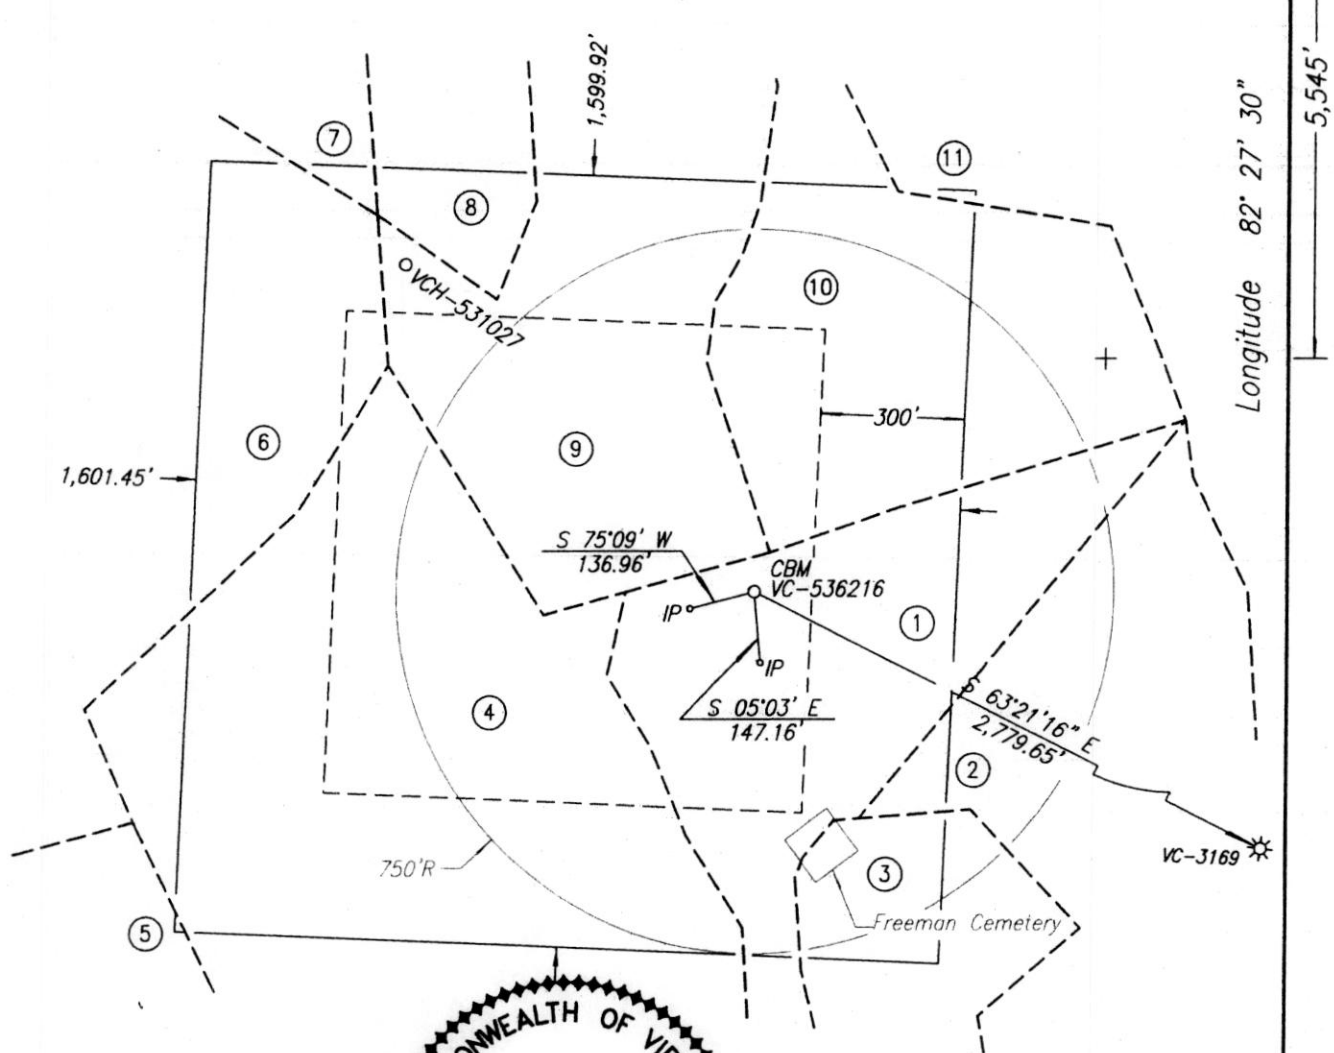 5,545'
Longitude 82° 27' 30"
1,599.92'
7
11
8
VCH-531027
10
300'
6
9
1,601.45'
S 75°09' W
136.96'
CBM
VC-536216
IP
1
IP
S 05°03' E
147.16'
4
S 63°21'16" E
2,779.65'
2
VC-3169
750'R
3
Freeman Cemetery
5
OF